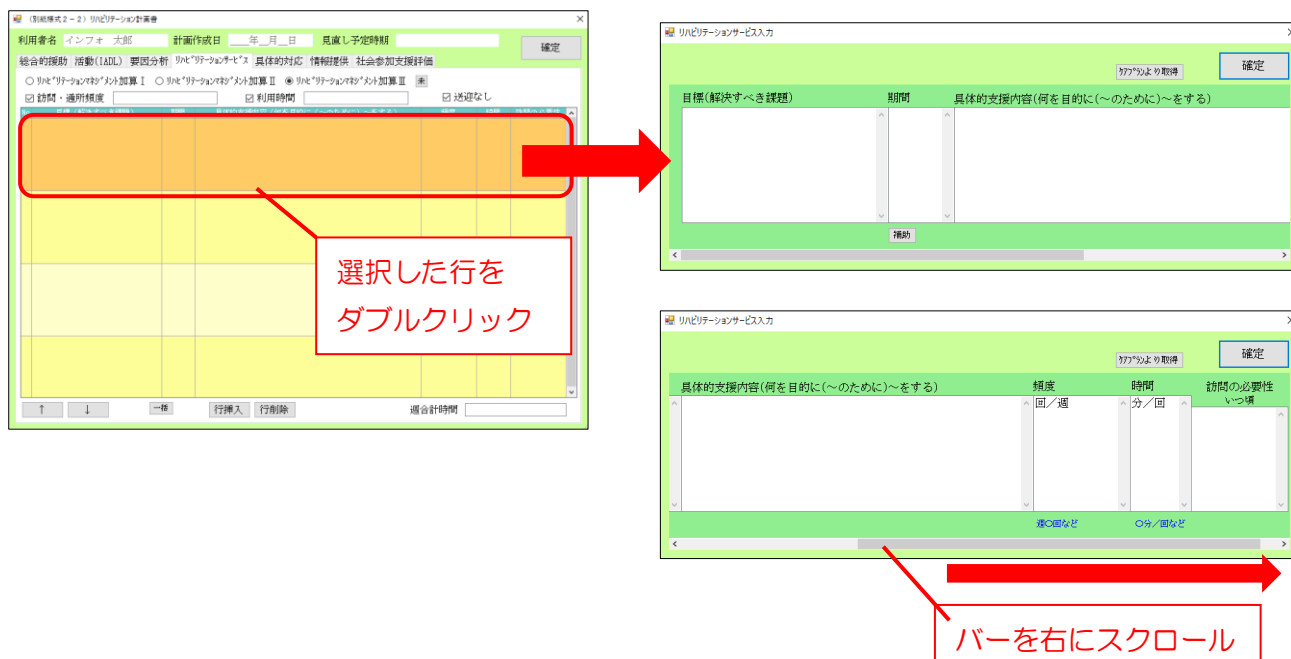 （別紙様式２－２）リハビリテーション計画書
利用者名 インフォ 太郎 計画作成日 ＿＿年＿月＿日 見直し予定時期
確定
総合的援助 活動(IADL) 要因分析 ﾘﾊﾋﾞﾘﾃｰｼｮﾝｻｰﾋﾞｽ 具体的対応 情報提供 社会参加支援評価
ﾘﾊﾋﾞﾘﾃｰｼｮﾝﾏﾈｼﾞﾒﾝﾄ加算Ⅰ ﾘﾊﾋﾞﾘﾃｰｼｮﾝﾏﾈｼﾞﾒﾝﾄ加算Ⅱ ﾘﾊﾋﾞﾘﾃｰｼｮﾝﾏﾈｼﾞﾒﾝﾄ加算Ⅱ 未
訪問・通所頻度 利用時間 送迎なし
選択した行を
ダブルクリック
↑ ↓ 一括 行挿入 行削除 週合計時間
リハビリテーションサービス入力
ｹｱﾌﾟﾗﾝより取得 確定
目標(解決すべき課題) 期間 具体的支援内容(何を目的に(～のために)～をする)
補助
リハビリテーションサービス入力
ｹｱﾌﾟﾗﾝより取得 確定
具体的支援内容(何を目的に(～のために)～をする) 頻度 時間 訪問の必要性
いつ頃
回／週 分／回
週○回など ○分／回など
バーを右にスクロール